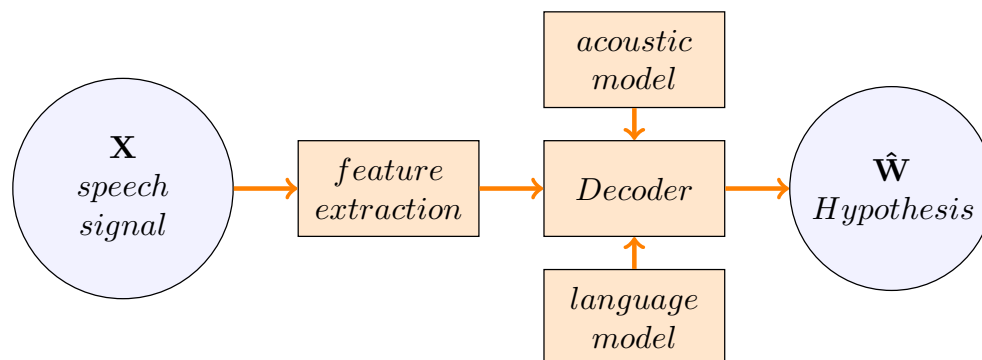 X
speech
signal
feature
extraction
acoustic
model
Decoder
language
model
Ŵ
Hypothesis